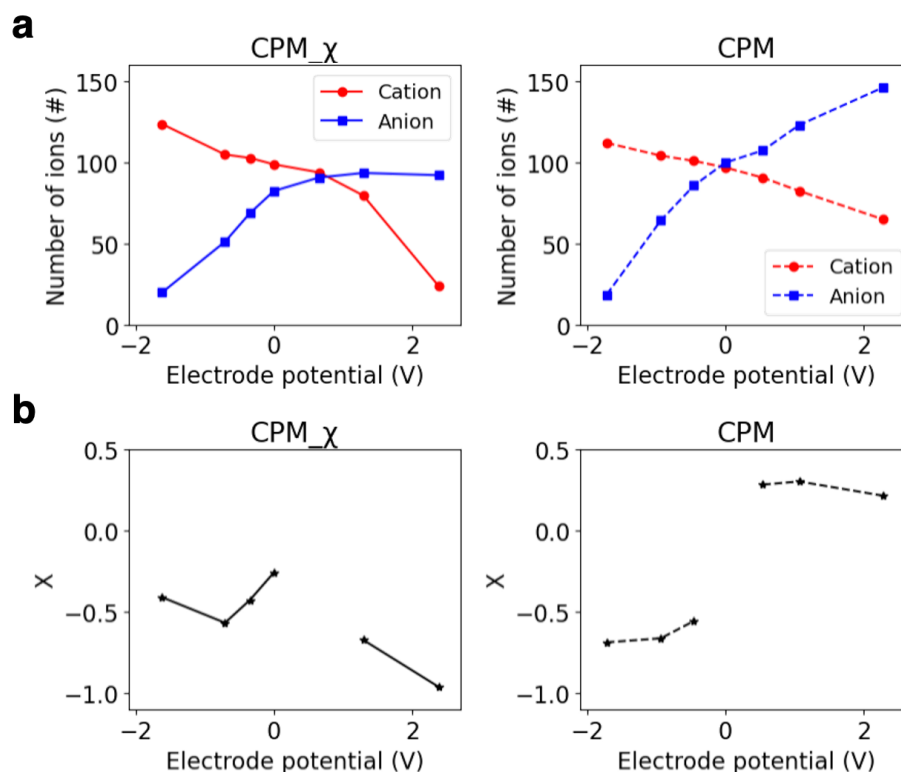 a
CPM_χ
CPM
Number of ions (#)
150
100
50
0
Cation
Anion
−2
0
2
Electrode potential (V)
Number of ions (#)
150
100
50
0
Cation
Anion
−2
0
2
Electrode potential (V)
b
CPM_χ
CPM
X
0.5
0.0
−0.5
−1.0
−2
0
2
Electrode potential (V)
X
0.5
0.0
−0.5
−1.0
−2
0
2
Electrode potential (V)